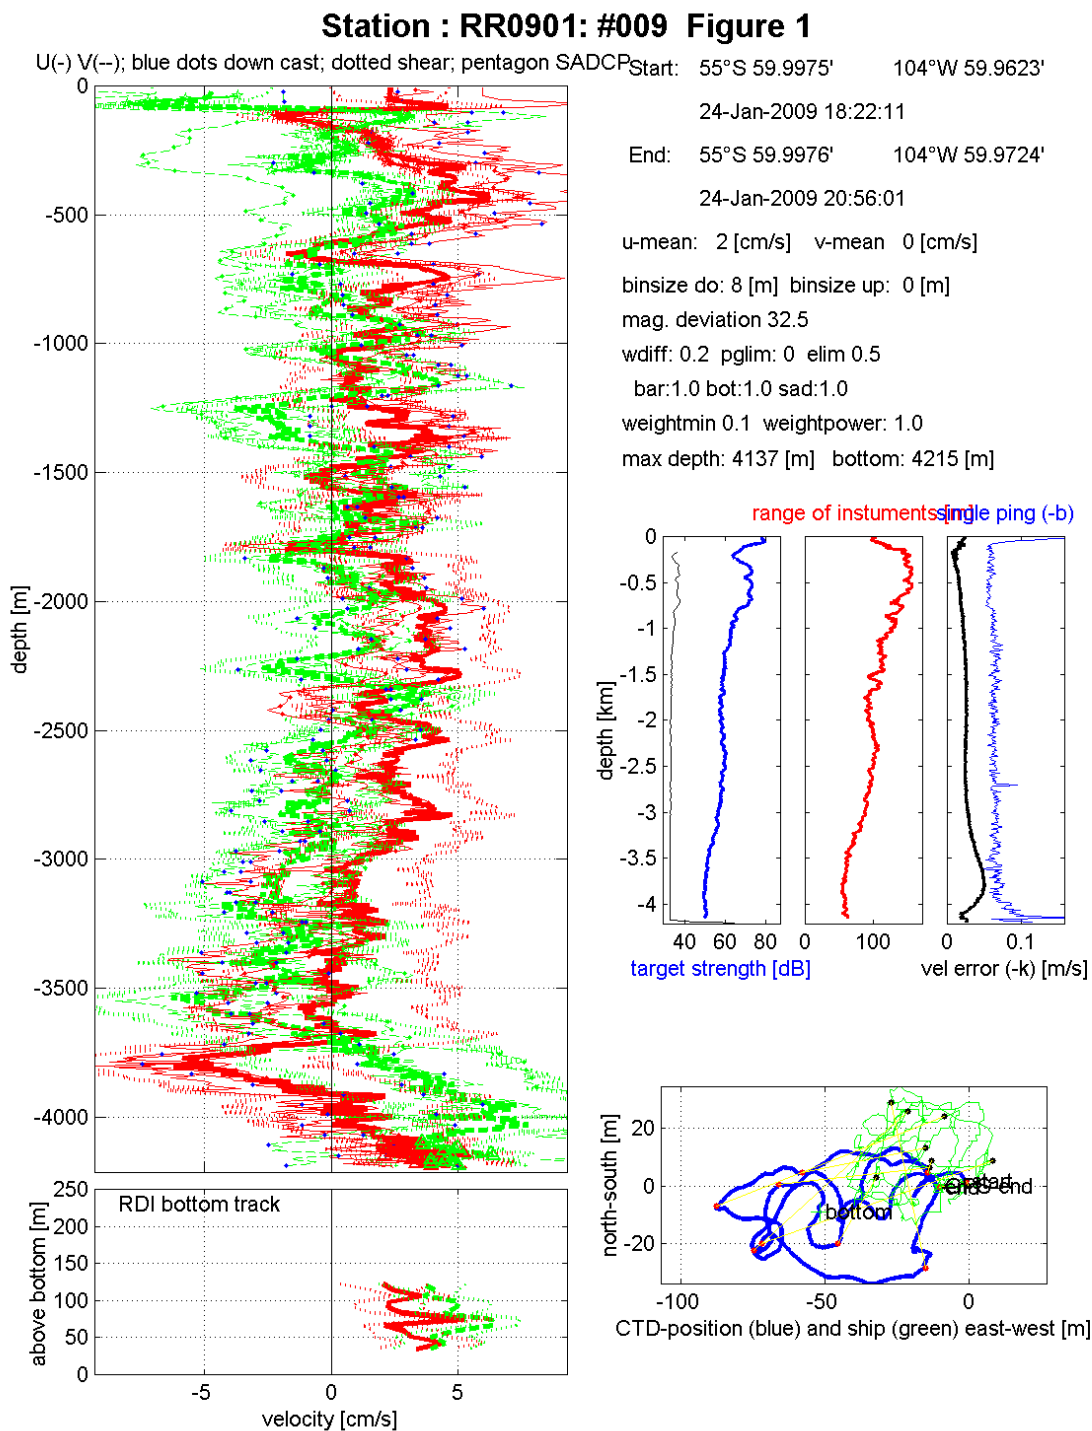 Station : RR0901: #009  Figure 1
U(-) V(--); blue dots down cast; dotted shear; pentagon SADCP
Start: 55°S 59.9975' 104°W 59.9623'
24-Jan-2009 18:22:11
End: 55°S 59.9976' 104°W 59.9724'
24-Jan-2009 20:56:01
u-mean: 2 [cm/s] v-mean 0 [cm/s]
binsize do: 8 [m] binsize up: 0 [m]
mag. deviation 32.5
wdiff: 0.2 pglim: 0 elim 0.5
bar:1.0 bot:1.0 sad:1.0
weightmin 0.1 weightpower: 1.0
max depth: 4137 [m] bottom: 4215 [m]
0
-500
-1000
-1500
-2000
-2500
-3000
-3500
-4000
depth [m]
range of instuments [m]
single ping (-b)
0
-0.5
-1
-1.5
-2
-2.5
-3
-3.5
-4
depth [km]
40 60 80
0 100
0 0.1
target strength [dB]
vel error (-k) [m/s]
RDI bottom track
250
200
150
100
50
0
above bottom [m]
-5 0 5
velocity [cm/s]
20
0
-20
north-south [m]
start
end
bottom
-100 -50 0
CTD-position (blue) and ship (green) east-west [m]